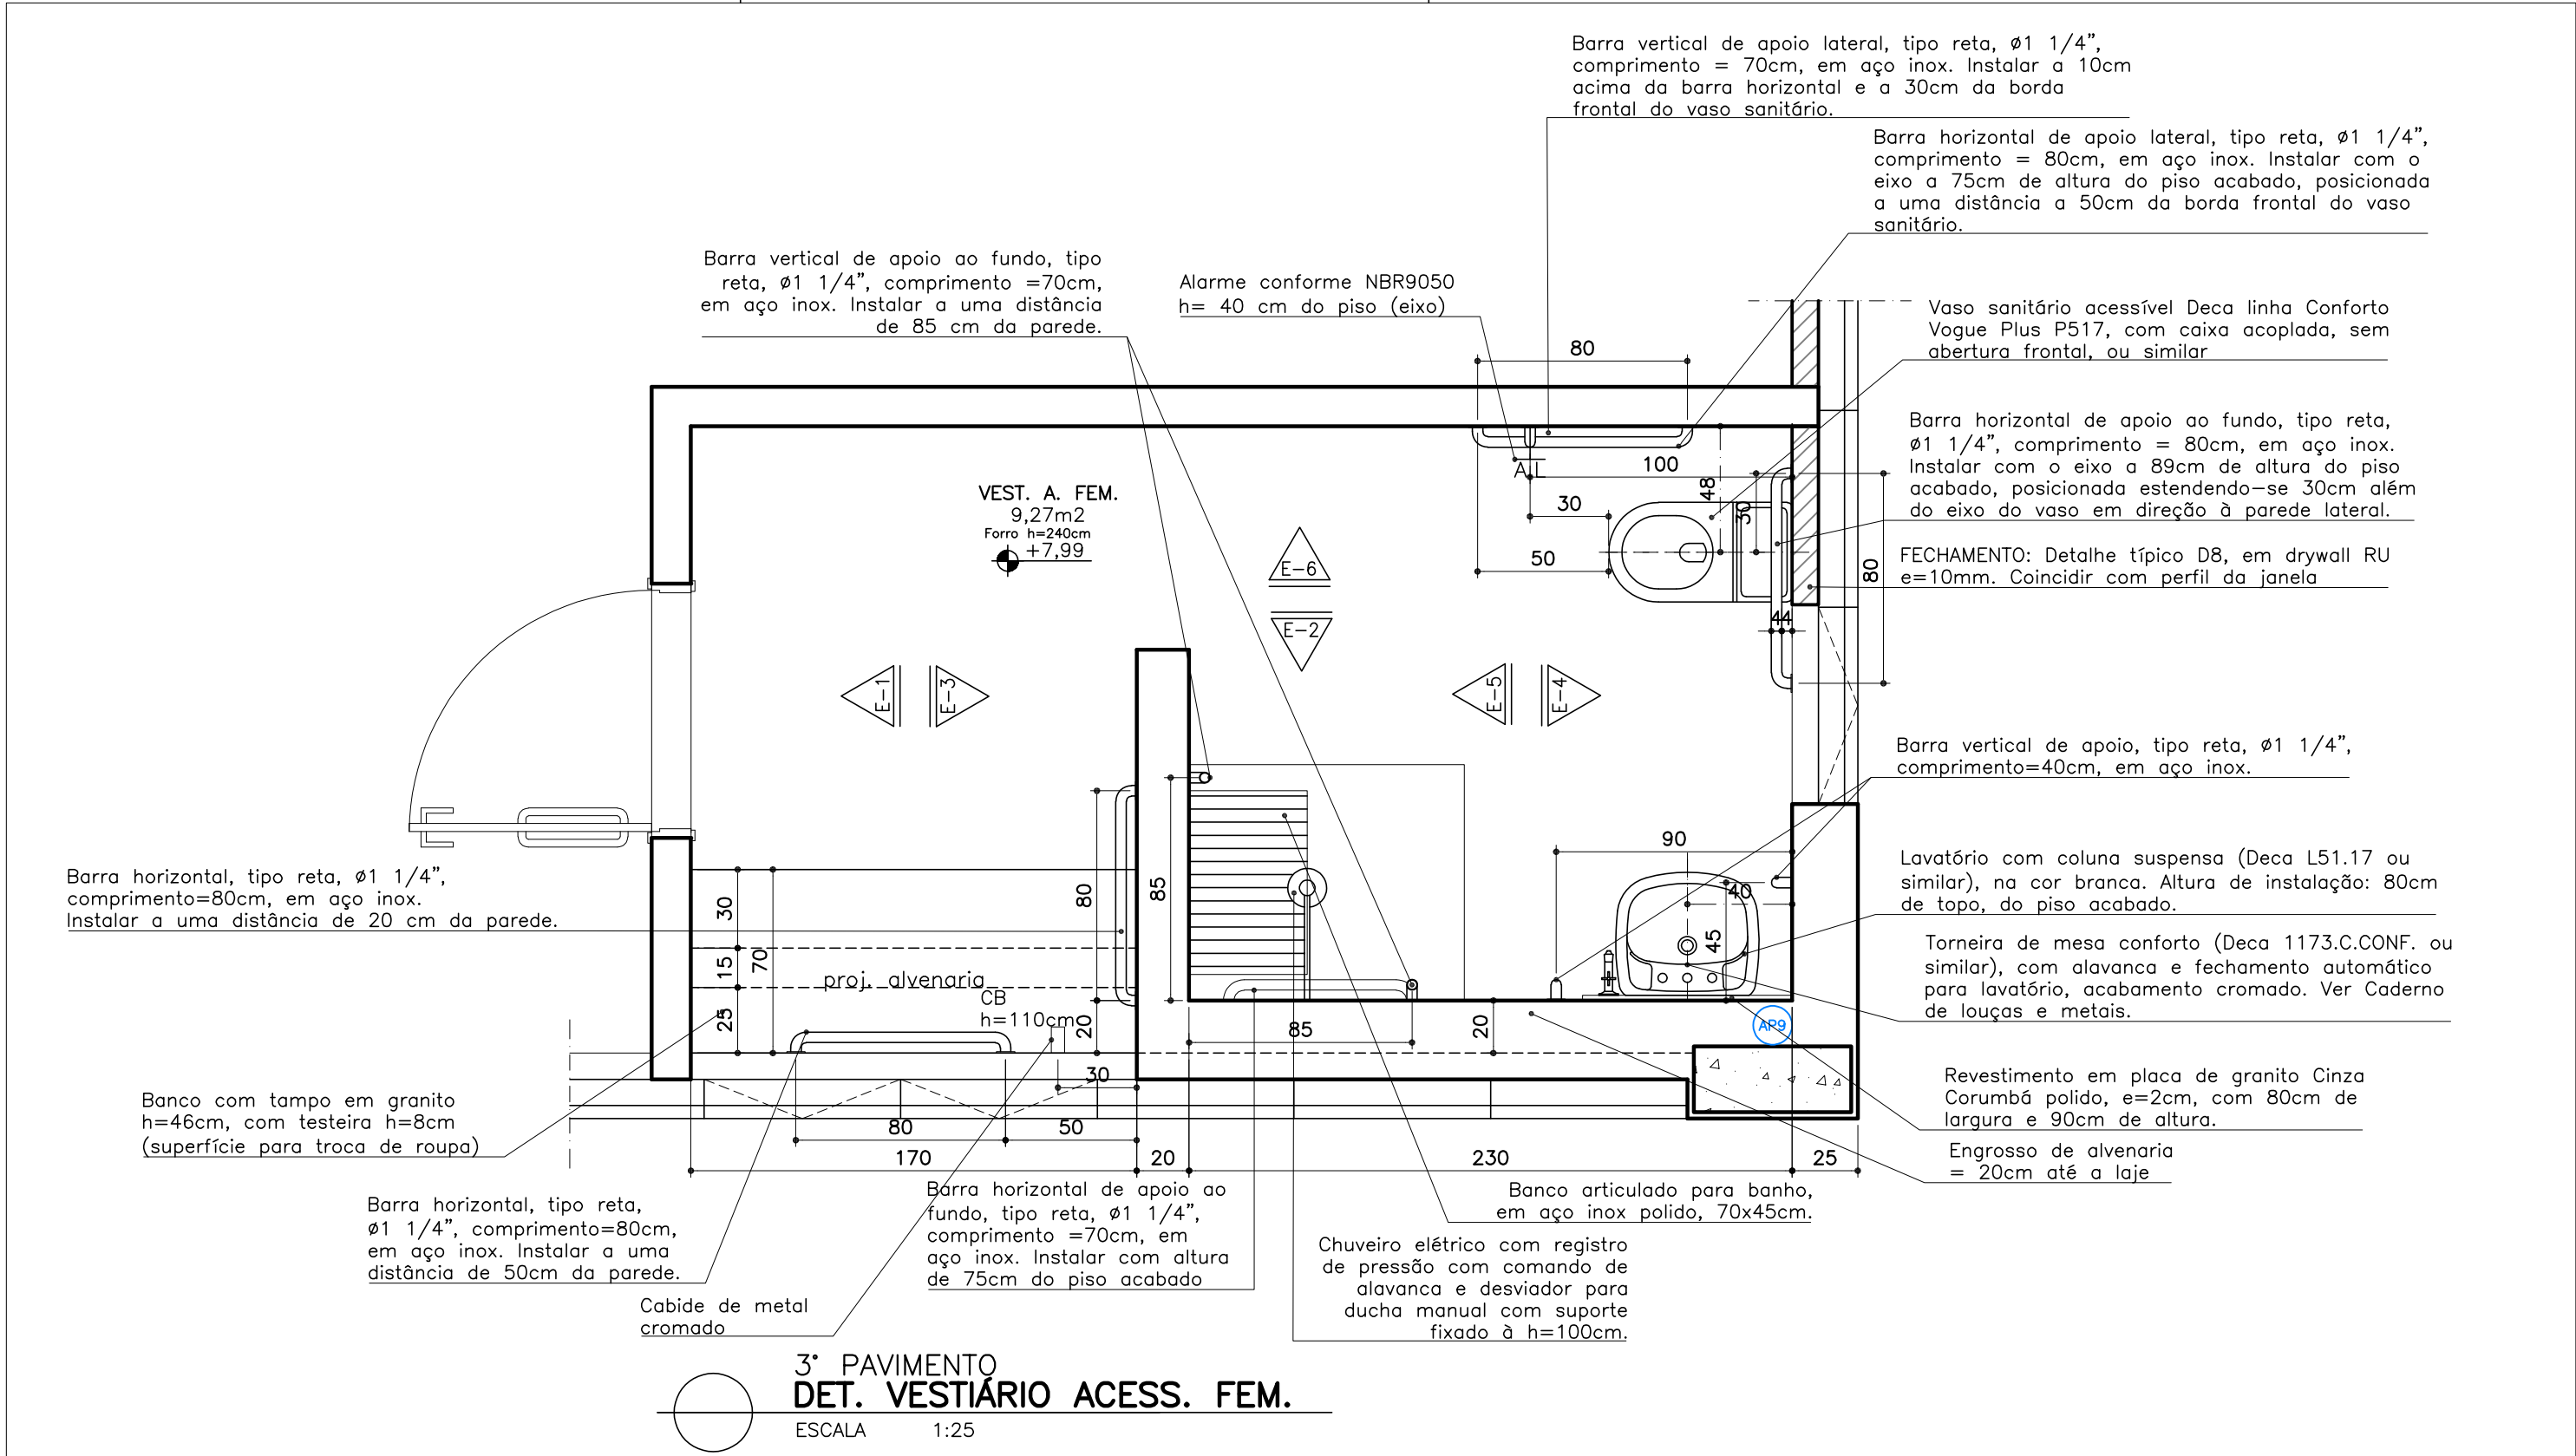 Barra vertical de apoio lateral, tipo reta, ø1 1/4”,
comprimento = 70cm, em aço inox. Instalar a 10cm
acima da barra horizontal e a 30cm da borda
frontal do vaso sanitário.
Barra horizontal de apoio lateral, tipo reta, ø1 1/4”,
comprimento = 80cm, em aço inox. Instalar com o
eixo a 75cm de altura do piso acabado, posicionada
a uma distância a 50cm da borda frontal do vaso
sanitário.
Barra vertical de apoio ao fundo, tipo
reta, ø1 1/4”, comprimento =70cm,
em aço inox. Instalar a uma distância
de 85 cm da parede.
Alarme conforme NBR9050
h= 40 cm do piso (eixo)
Vaso sanitário acessível Deca linha Conforto
Vogue Plus P517, com caixa acoplada, sem
abertura frontal, ou similar
80
Barra horizontal de apoio ao fundo, tipo reta,
ø1 1/4”, comprimento = 80cm, em aço inox.
Instalar com o eixo a 89cm de altura do piso
acabado, posicionada estendendo-se 30cm além
do eixo do vaso em direção à parede lateral.
AL
100
48
30
30
50
80
44
VEST. A. FEM.
9,27m2
Forro h=240cm
+7,99
FECHAMENTO: Detalhe típico D8, em drywall RU
e=10mm. Coincidir com perfil da janela
E-6
E-2
E-1
E-3
E-5
E-4
Barra vertical de apoio, tipo reta, ø1 1/4”,
comprimento=40cm, em aço inox.
90
40
45
Lavatório com coluna suspensa (Deca L51.17 ou
similar), na cor branca. Altura de instalação: 80cm
de topo, do piso acabado.
Barra horizontal, tipo reta, ø1 1/4”,
comprimento=80cm, em aço inox.
Instalar a uma distância de 20 cm da parede.
30
15
70
25
80
85
20
proj. alvenaria
CB
h=110cm
Torneira de mesa conforto (Deca 1173.C.CONF. ou
similar), com alavanca e fechamento automático
para lavatório, acabamento cromado. Ver Caderno
de louças e metais.
85
20
AP9
30
80
50
170
20
230
25
Banco com tampo em granito
h=46cm, com testeira h=8cm
(superfície para troca de roupa)
Revestimento em placa de granito Cinza
Corumbá polido, e=2cm, com 80cm de
largura e 90cm de altura.
Engrosso de alvenaria
= 20cm até a laje
Barra horizontal, tipo reta,
ø1 1/4”, comprimento=80cm,
em aço inox. Instalar a uma
distância de 50cm da parede.
Barra horizontal de apoio ao
fundo, tipo reta, ø1 1/4”,
comprimento =70cm, em
aço inox. Instalar com altura
de 75cm do piso acabado
Banco articulado para banho,
em aço inox polido, 70x45cm.
Chuveiro elétrico com registro
de pressão com comando de
alavanca e desviador para
ducha manual com suporte
fixado à h=100cm.
Cabide de metal
cromado
3° PAVIMENTO
DET. VESTIÁRIO ACESS. FEM.
ESCALA 1:25